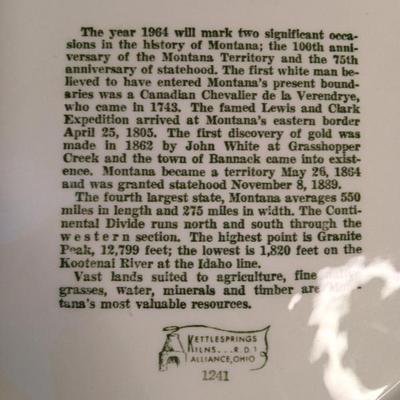 The year 1964 will mark two significant occa-
sions in the history of Montana; the 100th anni-
versary of the Montana Territory and the 75th
anniversary of statehood. The first white man be-
lieved to have entered Montana's present bound-
aries was a Canadian Chevalier de la Verendrye,
who came in 1743. The famed Lewis and Clark
Expedition arrived at Montana's eastern border
April 25, 1805. The first discovery of gold was
made in 1862 by John White at Grasshopper
Creek and the town of Bannack came into exist-
ence. Montana became a territory May 26, 1864
and was granted statehood November 8, 1889.
The fourth largest state, Montana averages 550
miles in length and 275 miles in width. The Conti-
nental Divide runs north and south through the
western section. The highest point is Granite
Peak, 12,799 feet; the lowest is 1,820 feet on the
Kootenai River at the Idaho line.
Vast lands suited to agriculture, fine
grasses, water, minerals and timber are Mon-
tana's most valuable resources.
KETTLESPRINGS
KILNS...R.D.1
ALLIANCE, OHIO
1241